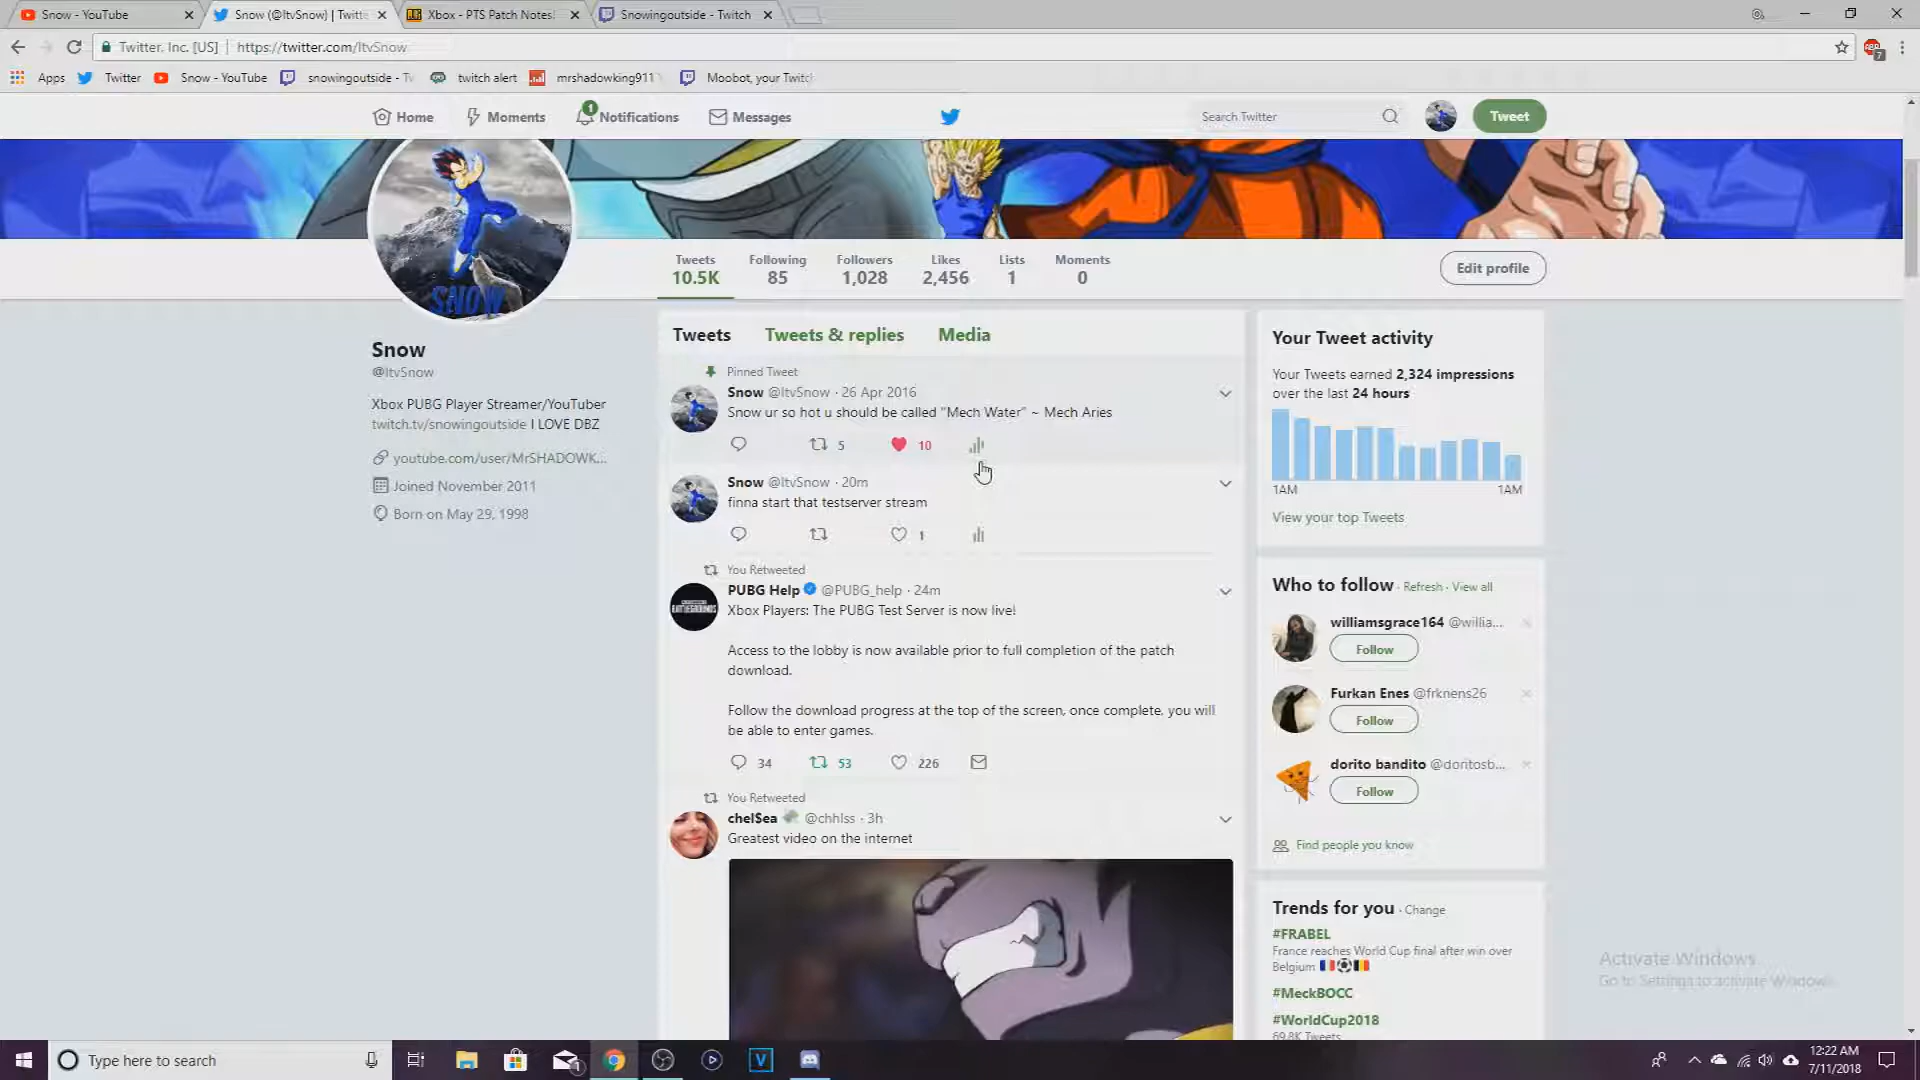 Snow - YouTube
Snow (@ItvSnow) | Twitte
Xbox - PTS Patch Notes!
Snowingoutside - Twitch
Twitter, Inc. [US] | https://twitter.com/ItvSnow
Apps Twitter Snow - YouTube snowingoutside - Tw twitch alert mrshadowking911 Moobot, your Twitc
Home Moments 1 Notifications Messages Search Twitter Tweet
Tweets Following Followers Likes Lists Moments
10.5K 85 1,028 2,456 1 0
Edit profile
SNOW
Snow
@ItvSnow
Xbox PUBG Player Streamer/YouTuber
twitch.tv/snowingoutside I LOVE DBZ
youtube.com/user/MrSHADOWK...
Joined November 2011
Born on May 29, 1998
Tweets Tweets & replies Media
Pinned Tweet
Snow @ItvSnow · 26 Apr 2016
Snow ur so hot u should be called "Mech Water" ~ Mech Aries
5 10
Snow @ItvSnow · 20m
finna start that testserver stream
1
You Retweeted
PUBG Help @PUBG_help · 24m
Xbox Players: The PUBG Test Server is now live!
Access to the lobby is now available prior to full completion of the patch
download.
Follow the download progress at the top of the screen, once complete, you will
be able to enter games.
34 53 226
You Retweeted
chel$ea @chhlss · 3h
Greatest video on the internet
Your Tweet activity
Your Tweets earned 2,324 impressions
over the last 24 hours
1AM 1AM
View your top Tweets
Who to follow · Refresh · View all
williamsgrace164 @willia...
Follow
Furkan Enes @frknens26
Follow
dorito bandito @doritosb...
Follow
Find people you know
Trends for you · Change
#FRABEL
France reaches World Cup final after win over
Belgium
#MeckBOCC
#WorldCup2018
69.8K Tweets
Activate Windows
Go to Settings to activate Windows.
Type here to search
12:22 AM
7/11/2018